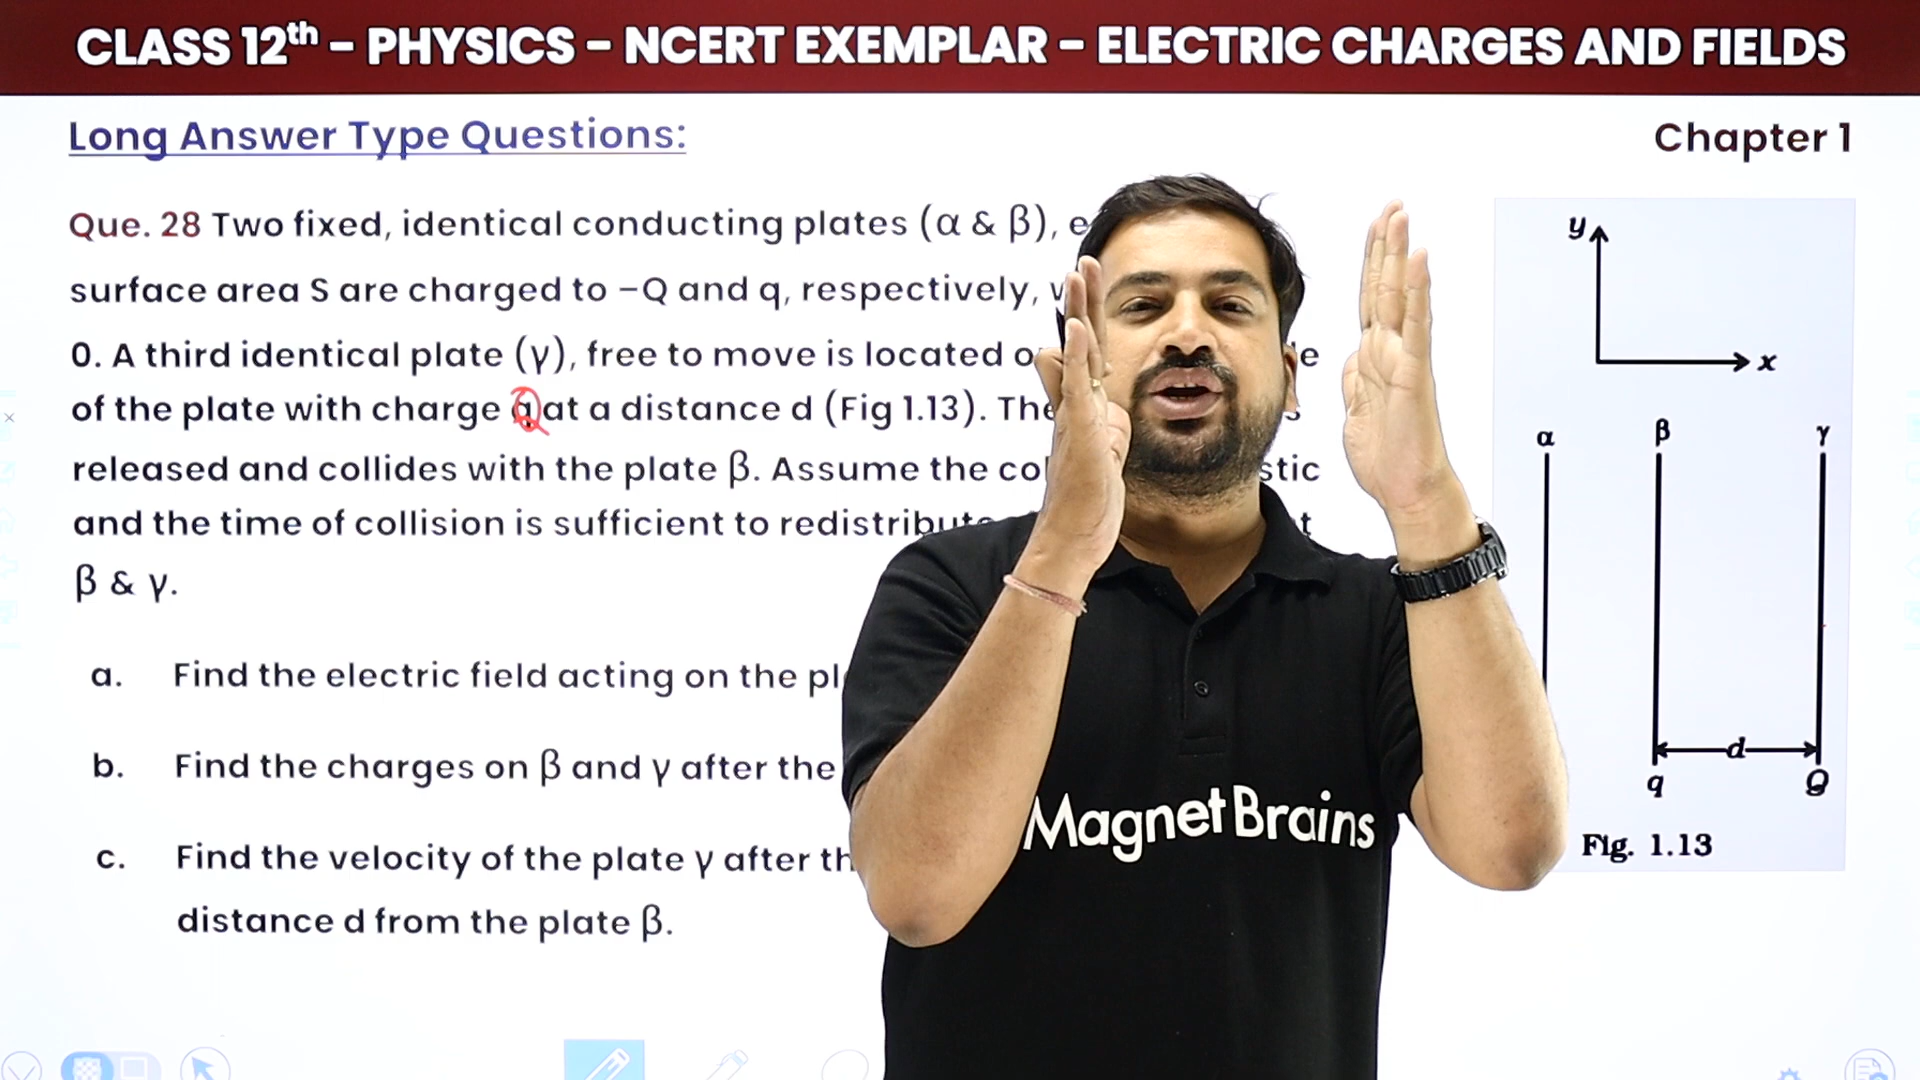 CLASS 12th – PHYSICS – NCERT EXEMPLAR – ELECTRIC CHARGES AND FIELDS
Long Answer Type Questions:
Chapter 1
Que. 28 Two fixed, identical conducting plates (α & β),
surface area S are charged to –Q and q, respectively,
0. A third identical plate (γ), free to move is located
of the plate with charge q at a distance d (Fig 1.13).
released and collides with the plate β. Assume the
and the time of collision is sufficient to redistribute
β & γ.
a. Find the electric field acting on the
b. Find the charges on β and γ after the
c. Find the velocity of the plate γ after
distance d from the plate β.
y
x
α β γ
d
q Q
Fig. 1.13
Magnet Brains